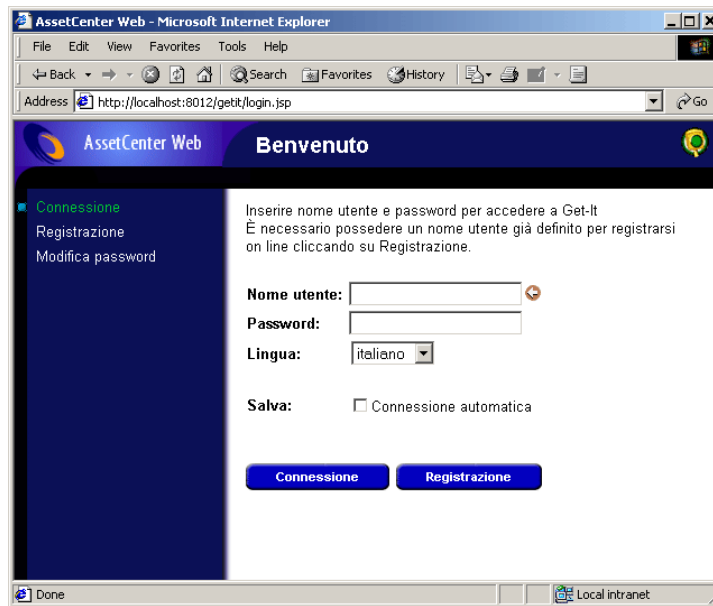 AssetCenter Web - Microsoft Internet Explorer
File Edit View Favorites Tools Help
Back Search Favorites History
Address http://localhost:8012/getit/login.jsp Go
AssetCenter Web Benvenuto
Connessione
Registrazione
Modifica password
Inserire nome utente e password per accedere a Get-It
È necessario possedere un nome utente già definito per registrarsi
on line cliccando su Registrazione.
Nome utente:
Password:
Lingua: italiano
Salva: Connessione automatica
Connessione Registrazione
Done Local intranet